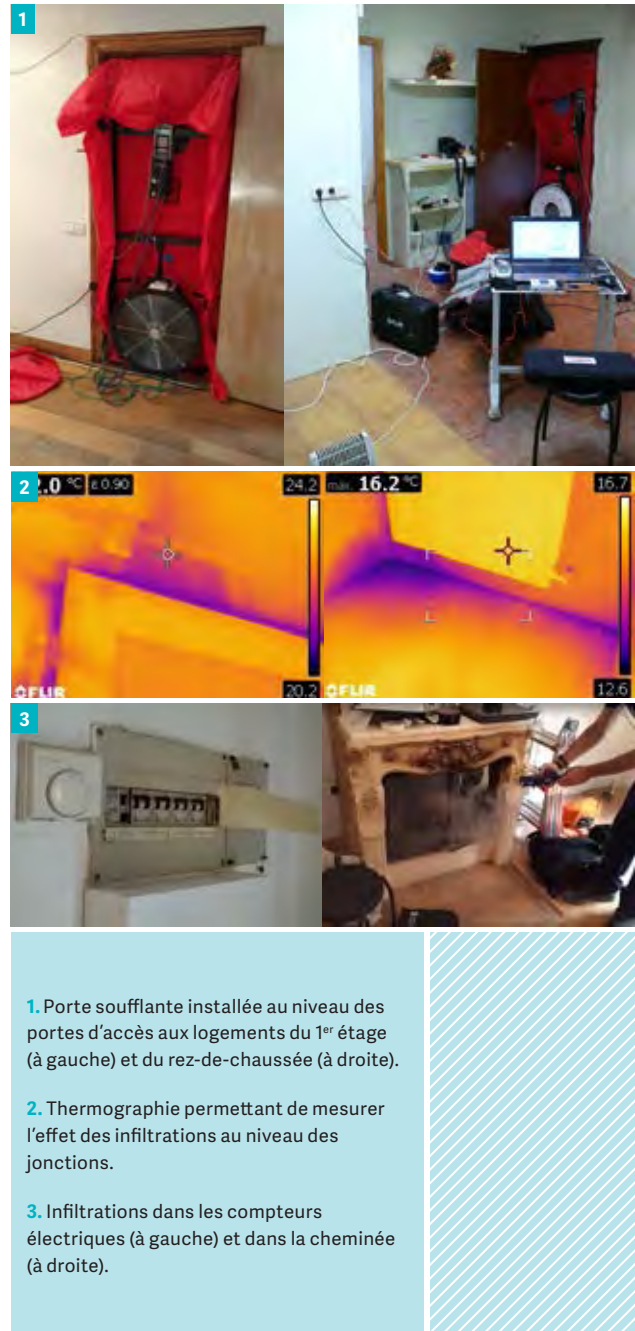 1
2
2.0 °C ε 0.90 24.2
20.2
FLIR
máx. 16.2 °C 16.7
12.6
FLIR
3
1. Porte soufflante installée au niveau des
portes d’accès aux logements du 1er étage
(à gauche) et du rez-de-chaussée (à droite).
2. Thermographie permettant de mesurer
l’effet des infiltrations au niveau des
jonctions.
3. Infiltrations dans les compteurs
électriques (à gauche) et dans la cheminée
(à droite).